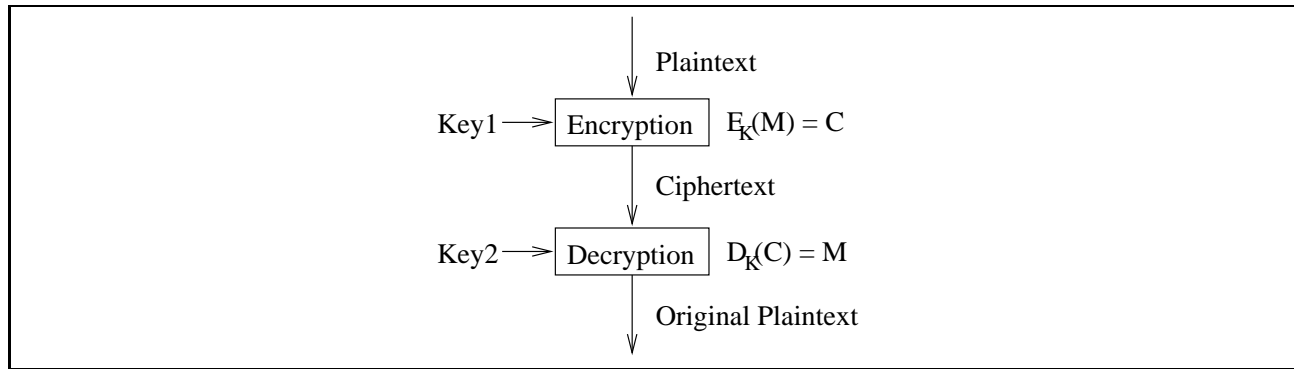 Plaintext
Key1 Encryption E_K(M) = C
Ciphertext
Key2 Decryption D_K(C) = M
Original Plaintext